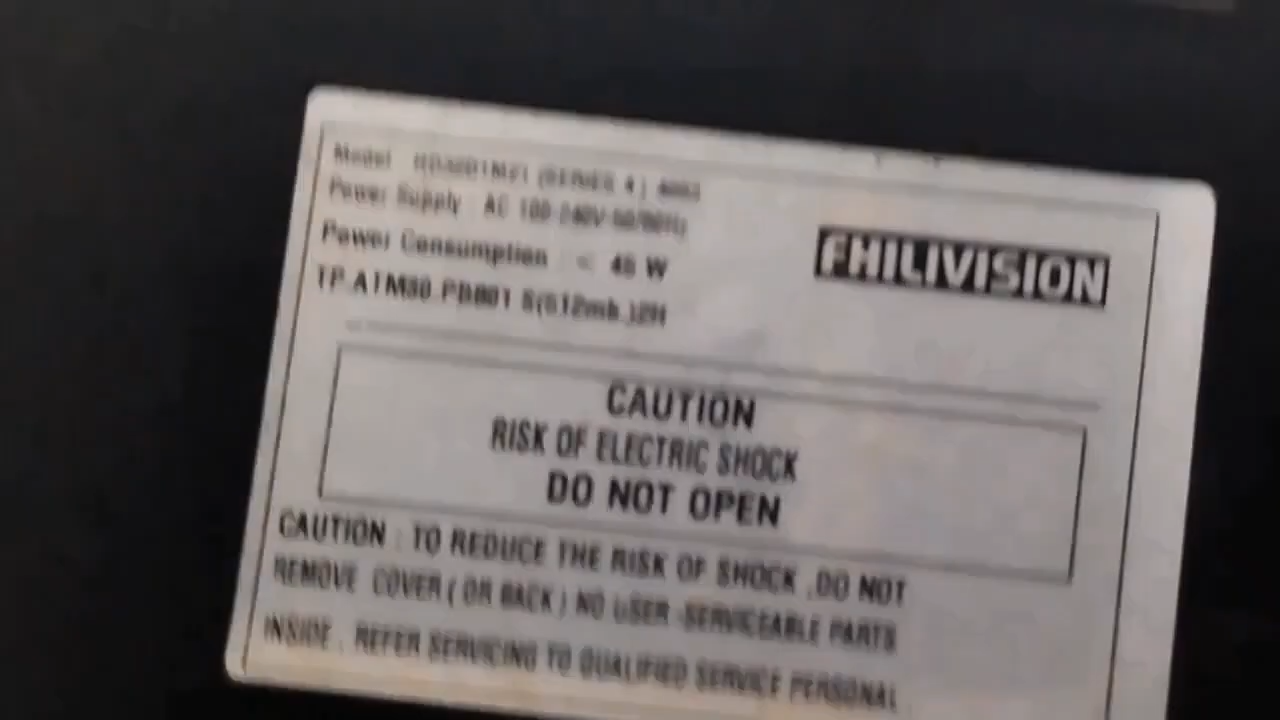 Model
Power Supply : AC 100-240V-50/60Hz
Power Consumption : < 45 W
FHILIVISION
CAUTION
RISK OF ELECTRIC SHOCK
DO NOT OPEN
CAUTION : TO REDUCE THE RISK OF SHOCK ,DO NOT
REMOVE COVER ( OR BACK ) NO USER -SERVICEABLE PARTS
INSIDE . REFER SERVICING TO QUALIFIED SERVICE PERSONAL